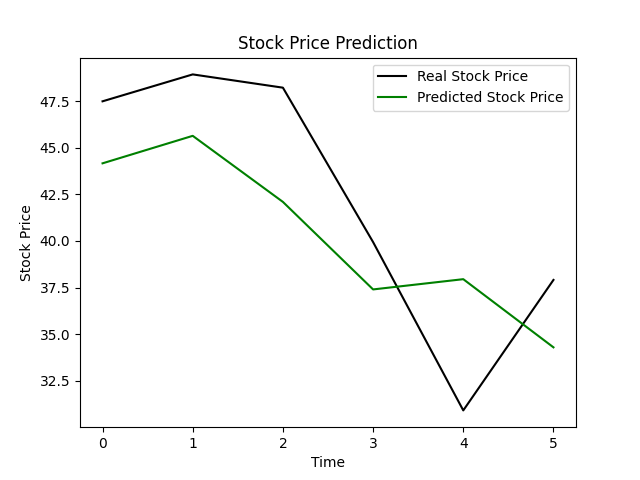 Stock Price Prediction
Real Stock Price
Predicted Stock Price
Stock Price
47.5
45.0
42.5
40.0
37.5
35.0
32.5
0 1 2 3 4 5
Time